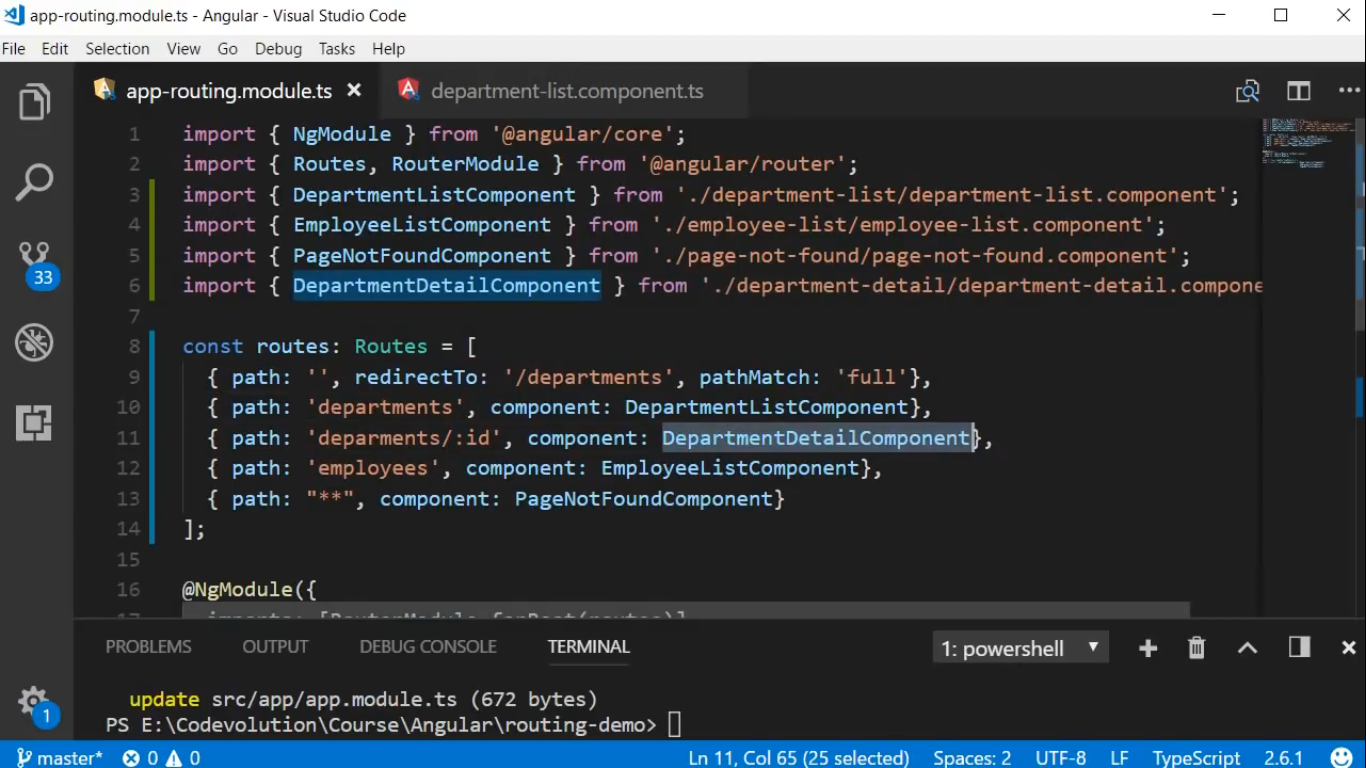 app-routing.module.ts - Angular - Visual Studio Code
File Edit Selection View Go Debug Tasks Help
app-routing.module.ts department-list.component.ts
1 import { NgModule } from '@angular/core';
2 import { Routes, RouterModule } from '@angular/router';
3 import { DepartmentListComponent } from './department-list/department-list.component';
4 import { EmployeeListComponent } from './employee-list/employee-list.component';
5 import { PageNotFoundComponent } from './page-not-found/page-not-found.component';
6 import { DepartmentDetailComponent } from './department-detail/department-detail.compone
7
8 const routes: Routes = [
9 { path: '', redirectTo: '/departments', pathMatch: 'full'},
10 { path: 'departments', component: DepartmentListComponent},
11 { path: 'deparments/:id', component: DepartmentDetailComponent},
12 { path: 'employees', component: EmployeeListComponent},
13 { path: "**", component: PageNotFoundComponent}
14 ];
15
16 @NgModule({
17 imports: [RouterModule.forRoot(routes)]
33
PROBLEMS OUTPUT DEBUG CONSOLE TERMINAL 1: powershell
update src/app/app.module.ts (672 bytes)
PS E:\Codevolution\Course\Angular\routing-demo>
1
master* 0 0 Ln 11, Col 65 (25 selected) Spaces: 2 UTF-8 LF TypeScript 2.6.1